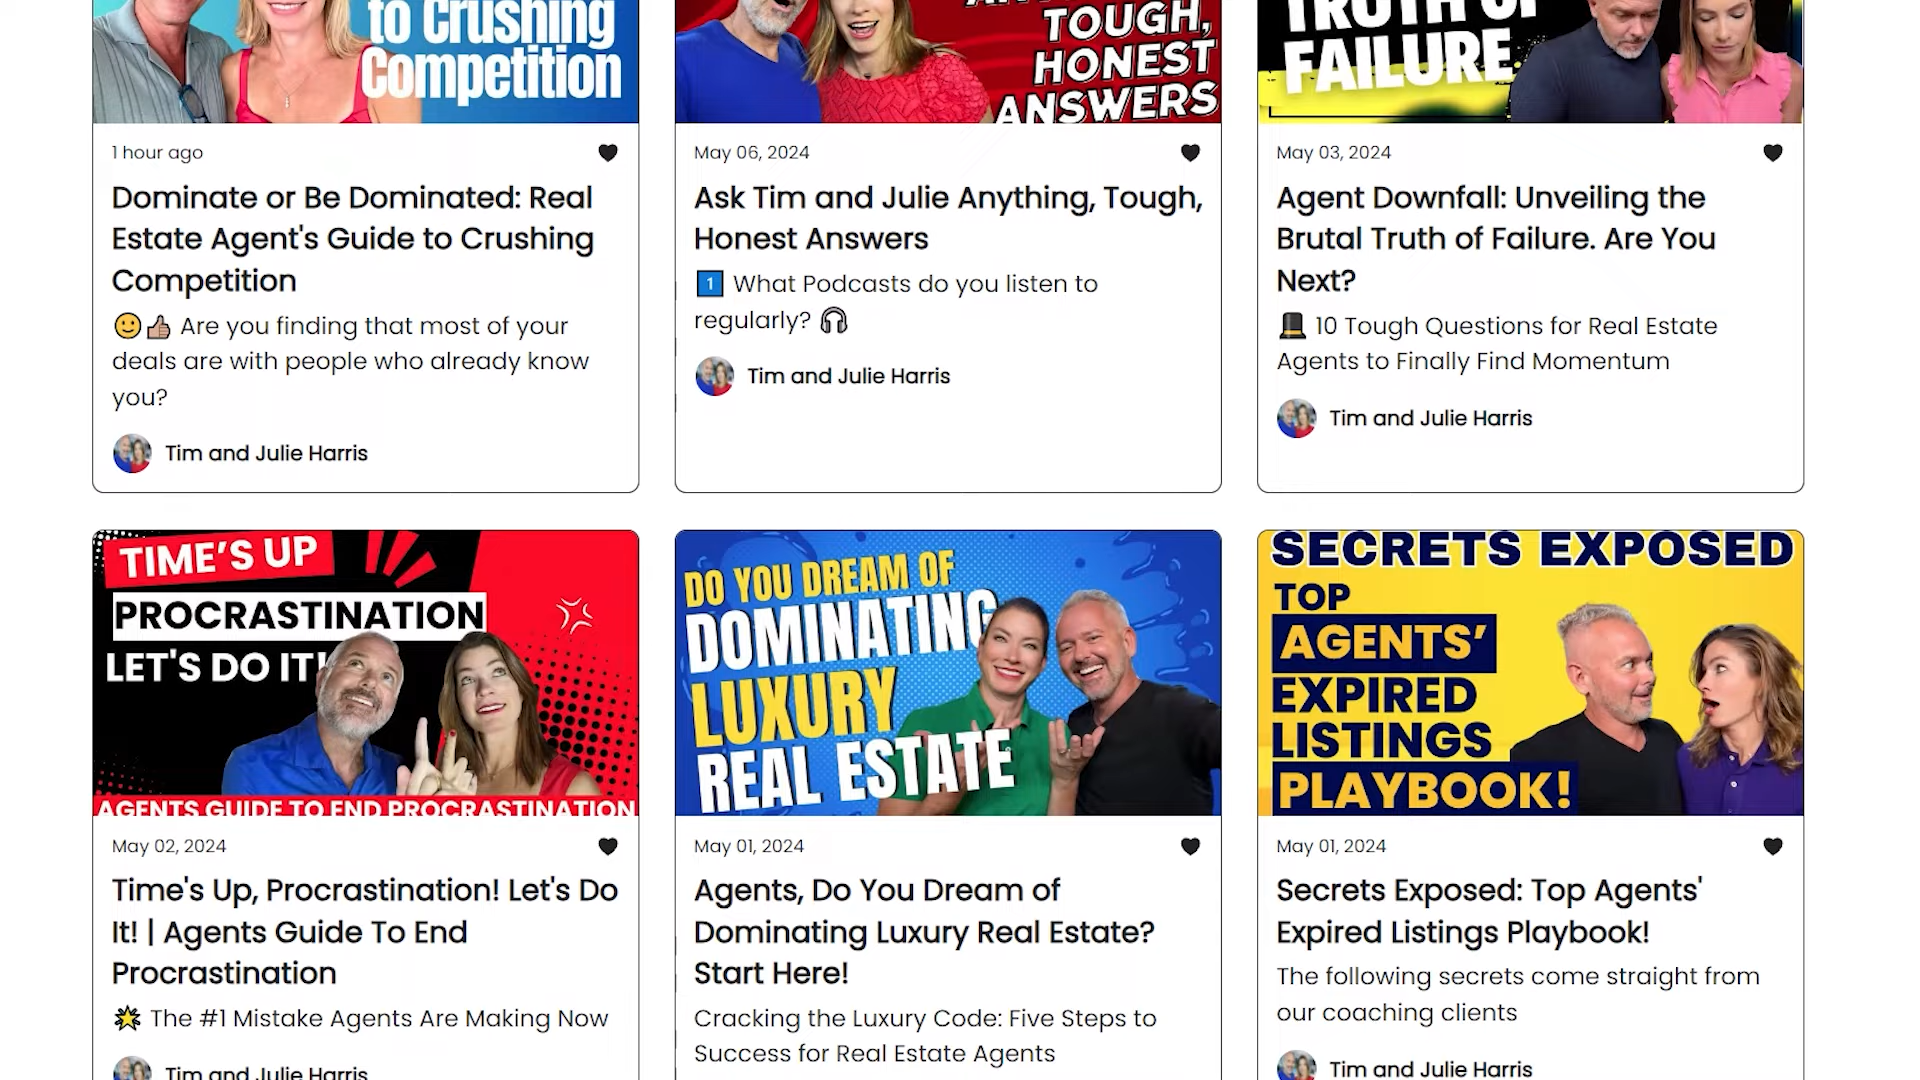 to Crushing
Competition
TOUGH,
HONEST
ANSWERS
TRUTH OF
FAILURE
1 hour ago
Dominate or Be Dominated: Real
Estate Agent's Guide to Crushing
Competition
🙂👍🏼 Are you finding that most of your
deals are with people who already know
you?
Tim and Julie Harris
May 06, 2024
Ask Tim and Julie Anything, Tough,
Honest Answers
1️⃣ What Podcasts do you listen to
regularly? 🎧
Tim and Julie Harris
May 03, 2024
Agent Downfall: Unveiling the
Brutal Truth of Failure. Are You
Next?
🎩 10 Tough Questions for Real Estate
Agents to Finally Find Momentum
Tim and Julie Harris
TIME'S UP
PROCRASTINATION
LET'S DO IT!
AGENTS GUIDE TO END PROCRASTINATION
May 02, 2024
Time's Up, Procrastination! Let's Do
It! | Agents Guide To End
Procrastination
🌟 The #1 Mistake Agents Are Making Now
Tim and Julie Harris
DO YOU DREAM OF
DOMINATING
LUXURY
REAL ESTATE
May 01, 2024
Agents, Do You Dream of
Dominating Luxury Real Estate?
Start Here!
Cracking the Luxury Code: Five Steps to
Success for Real Estate Agents
SECRETS EXPOSED
TOP
AGENTS'
EXPIRED
LISTINGS
PLAYBOOK!
May 01, 2024
Secrets Exposed: Top Agents'
Expired Listings Playbook!
The following secrets come straight from
our coaching clients
Tim and Julie Harris